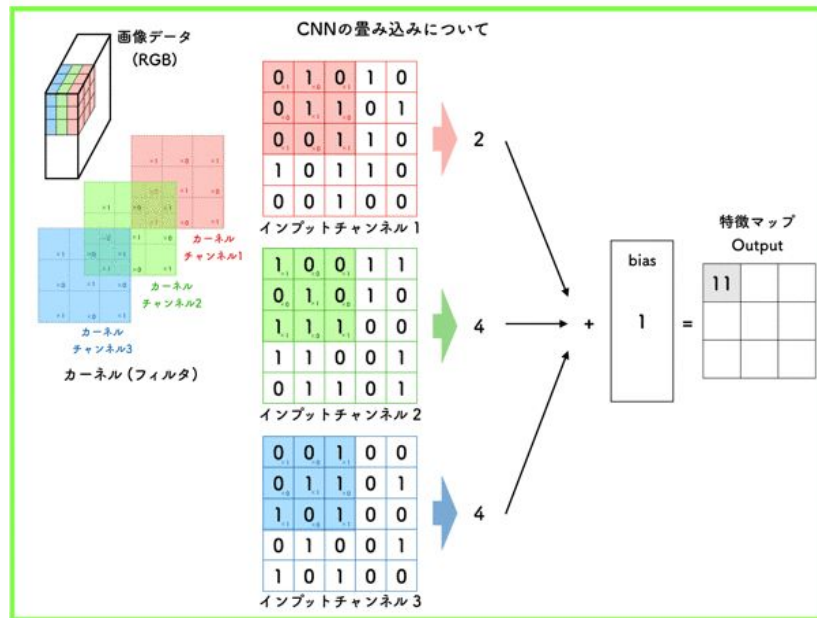 CNNの畳み込みについて
画像データ
(RGB)
カーネル
チャンネル1
カーネル
チャンネル2
カーネル
チャンネル3
カーネル(フィルタ)
0 1 0 1 0
0 1 1 0 1
0 0 1 1 0
1 0 1 1 0
0 0 1 0 0
インプットチャンネル 1
2
1 0 0 1 1
0 1 0 1 0
1 1 1 0 0
1 1 0 0 1
0 1 1 0 1
インプットチャンネル 2
4
0 0 1 0 0
0 1 1 0 1
1 0 1 0 0
0 1 0 0 1
1 0 1 0 0
インプットチャンネル 3
4
+
bias
1
=
特徴マップ
Output
11